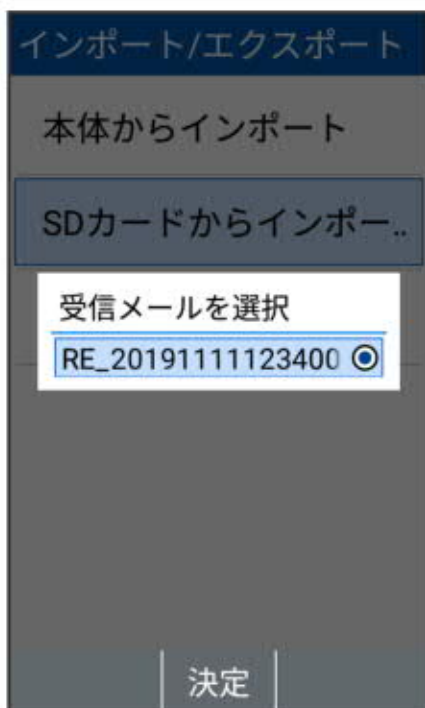 インポート/エクスポート
本体からインポート
SDカードからインポー..
受信メールを選択
RE_20191111123400
決定